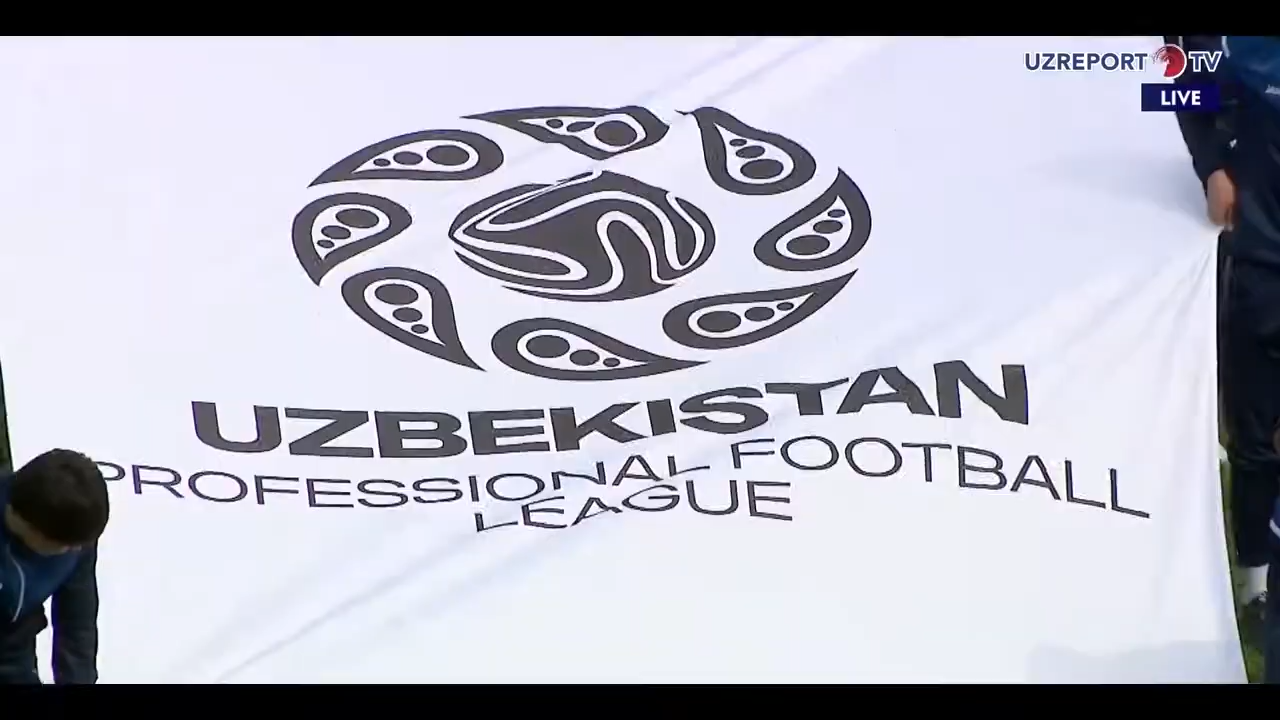 UZREPORT TV
LIVE
UZBEKISTAN
PROFESSIONAL FOOTBALL
LEAGUE